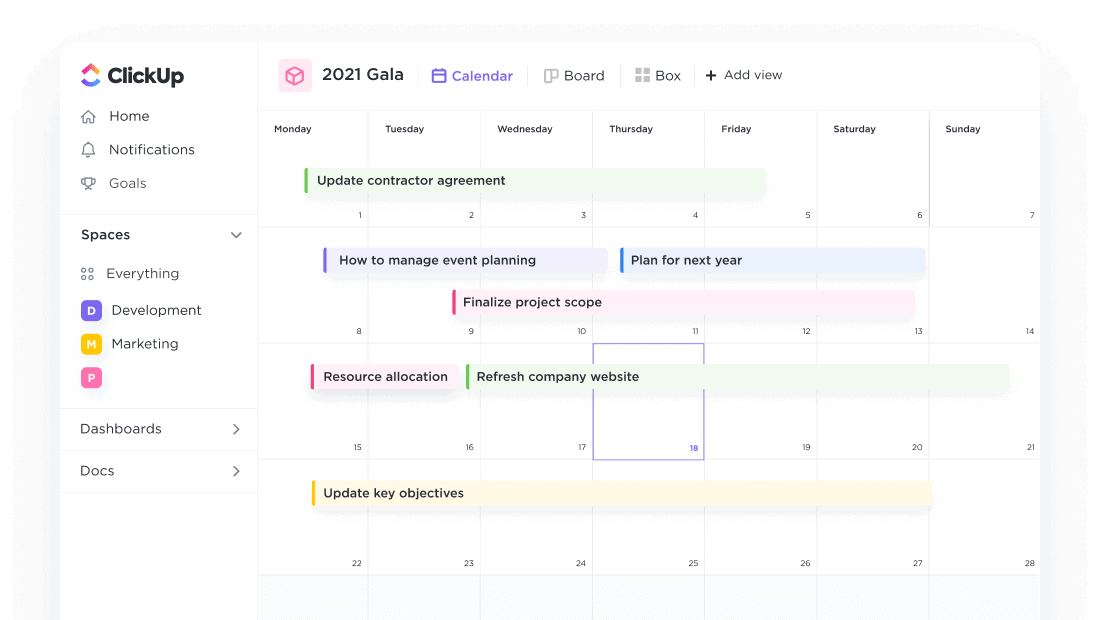 ClickUp
Home
Notifications
Goals
Spaces
Everything
D Development
M Marketing
P
Dashboards
Docs
2021 Gala Calendar Board Box + Add view
Monday Tuesday Wednesday Thursday Friday Saturday Sunday
Update contractor agreement
1 2 3 4 5 6 7
How to manage event planning Plan for next year
Finalize project scope
8 9 10 11 12 13 14
Resource allocation Refresh company website
15 16 17 18 19 20 21
Update key objectives
22 23 24 25 26 27 28